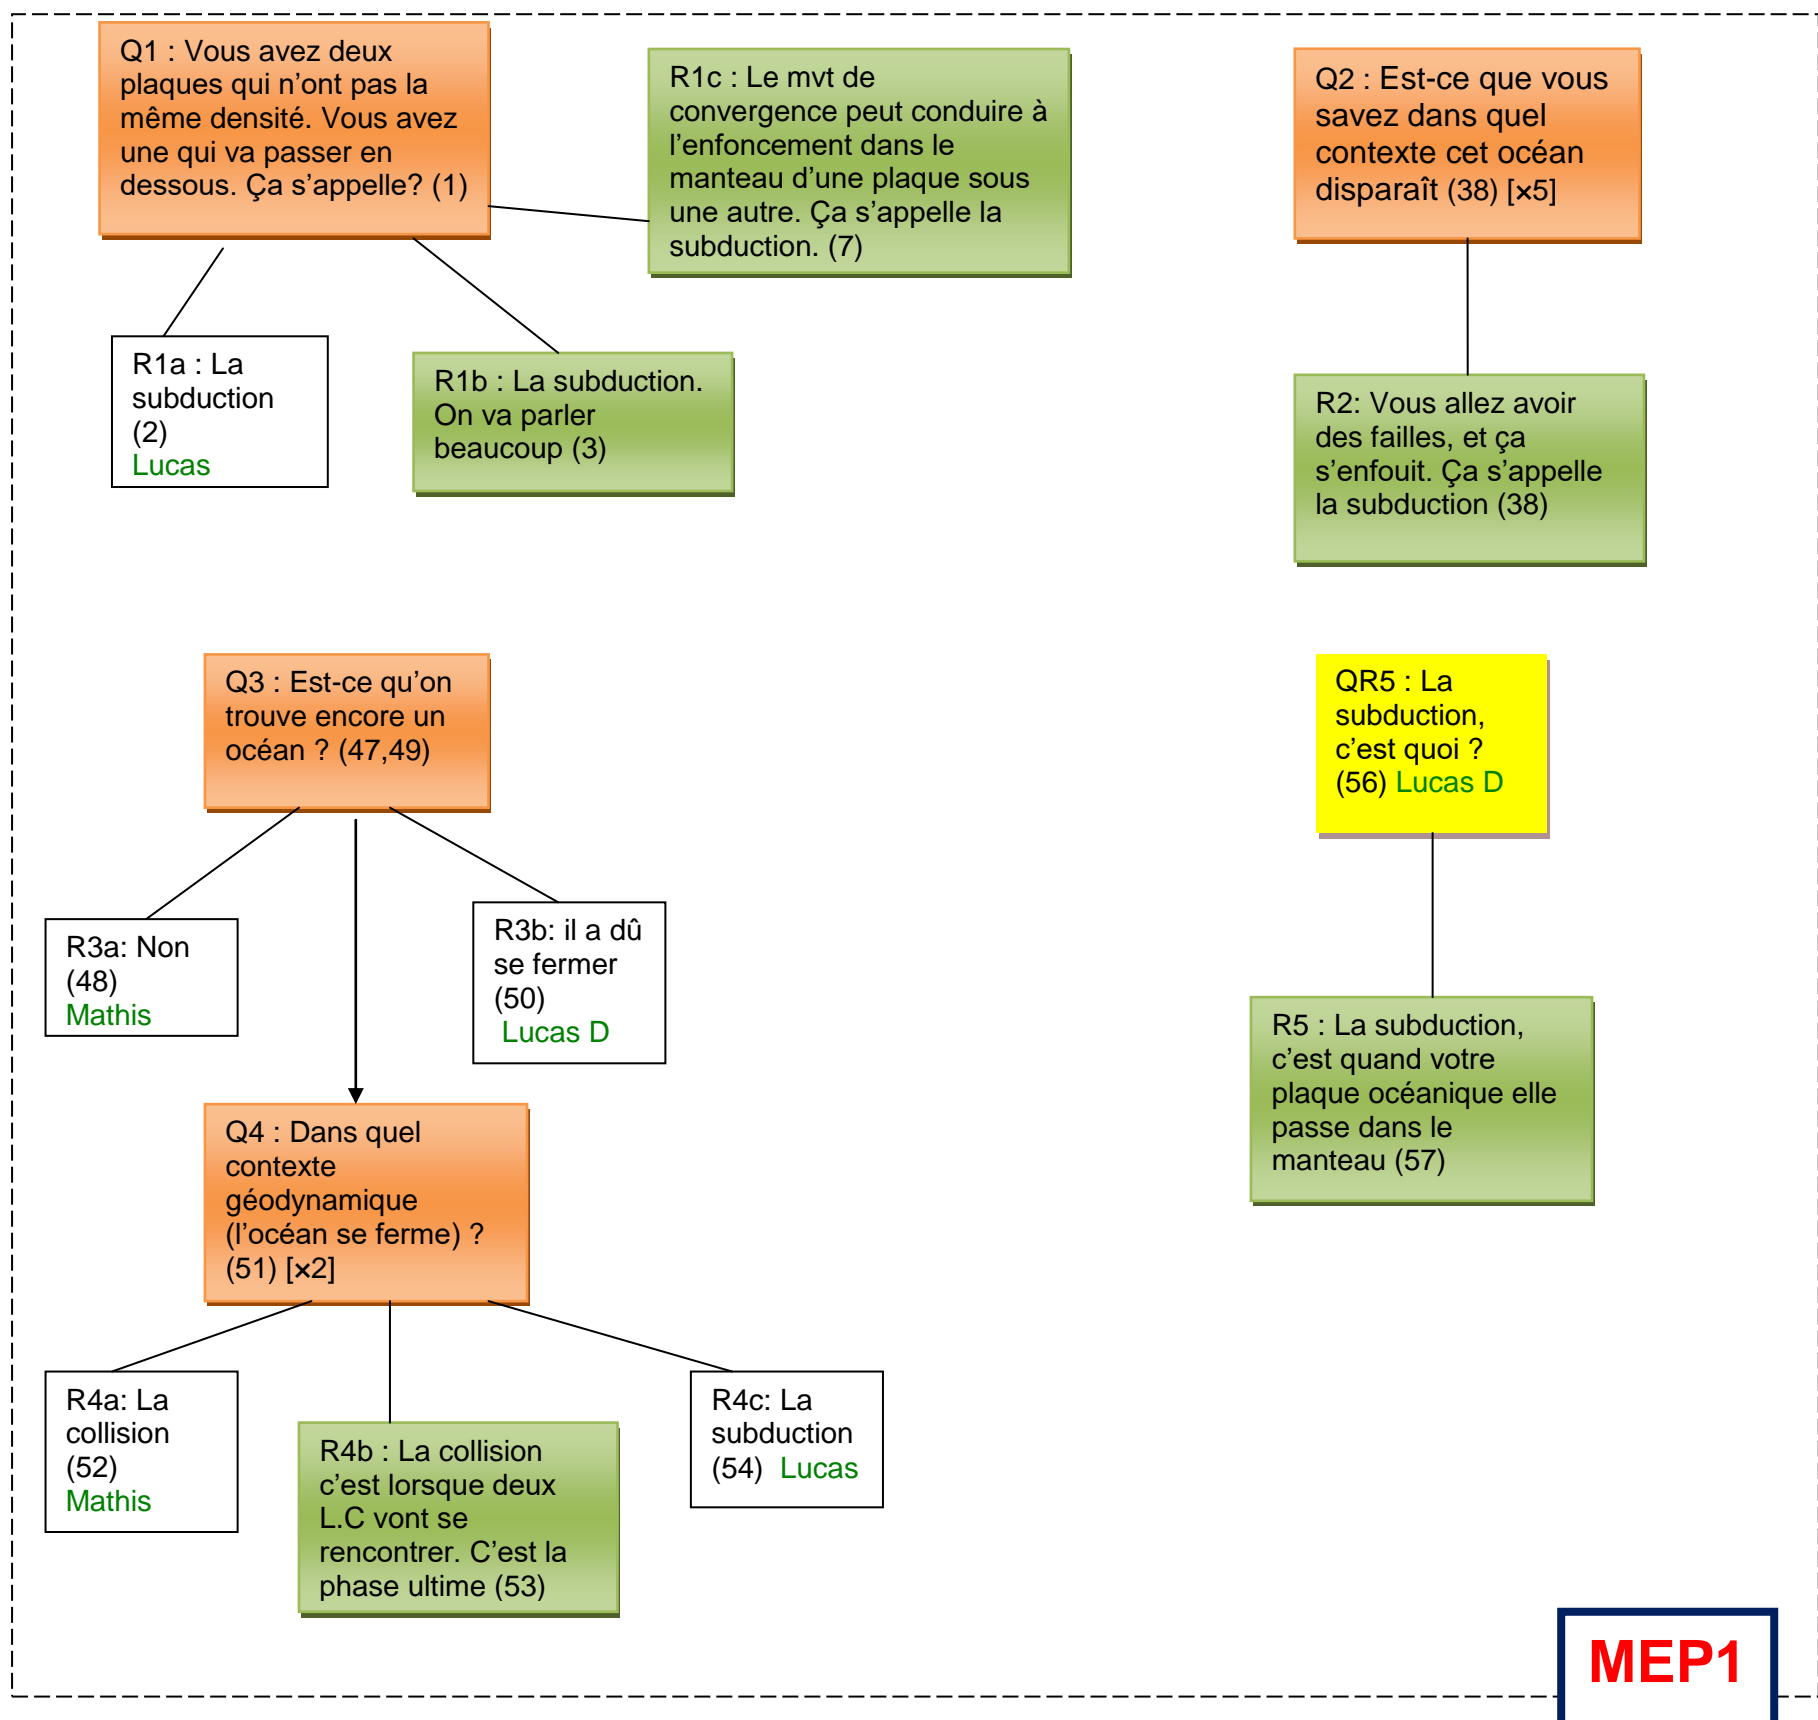 Q1 : Vous avez deux
plaques qui n’ont pas la
même densité. Vous avez
une qui va passer en
dessous. Ça s’appelle? (1)
R1c : Le mvt de
convergence peut conduire à
l’enfoncement dans le
manteau d’une plaque sous
une autre. Ça s’appelle la
subduction. (7)
Q2 : Est-ce que vous
savez dans quel
contexte cet océan
disparaît (38) [×5]
R1a : La
subduction
(2)
Lucas
R1b : La subduction.
On va parler
beaucoup (3)
R2: Vous allez avoir
des failles, et ça
s’enfouit. Ça s’appelle
la subduction (38)
Q3 : Est-ce qu’on
trouve encore un
océan ? (47,49)
QR5 : La
subduction,
c’est quoi ?
(56) Lucas D
R3a: Non
(48)
Mathis
R3b: il a dû
se fermer
(50)
Lucas D
R5 : La subduction,
c’est quand votre
plaque océanique elle
passe dans le
manteau (57)
Q4 : Dans quel
contexte
géodynamique
(l’océan se ferme) ?
(51) [×2]
R4a: La
collision
(52)
Mathis
R4b : La collision
c’est lorsque deux
L.C vont se
rencontrer. C’est la
phase ultime (53)
R4c: La
subduction
(54) Lucas
MEP1